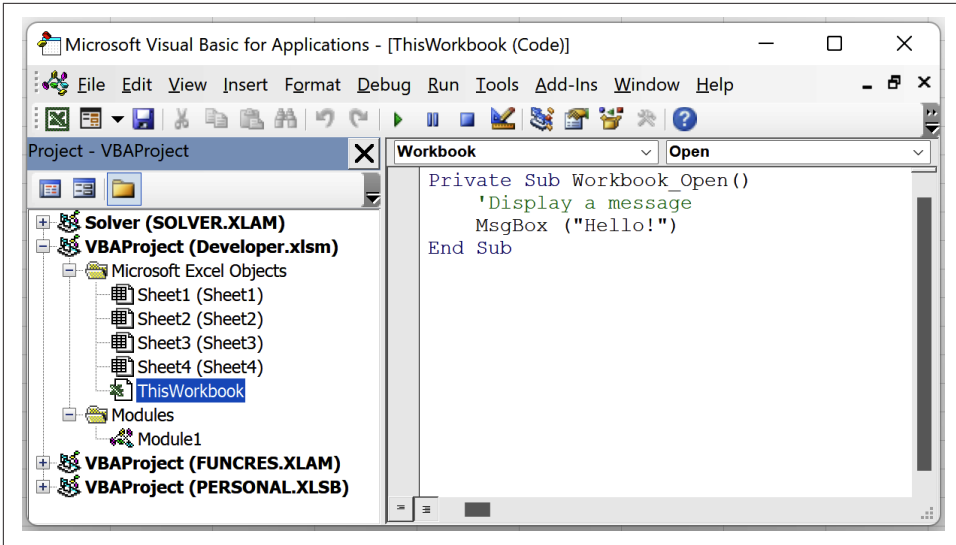 Microsoft Visual Basic for Applications - [ThisWorkbook (Code)]
File Edit View Insert Format Debug Run Tools Add-Ins Window Help
Project - VBAProject
Workbook
Open
Solver (SOLVER.XLAM)
VBAProject (Developer.xlsm)
Microsoft Excel Objects
Sheet1 (Sheet1)
Sheet2 (Sheet2)
Sheet3 (Sheet3)
Sheet4 (Sheet4)
ThisWorkbook
Modules
Module1
VBAProject (FUNCRES.XLAM)
VBAProject (PERSONAL.XLSB)
Private Sub Workbook_Open()
'Display a message
MsgBox ("Hello!")
End Sub